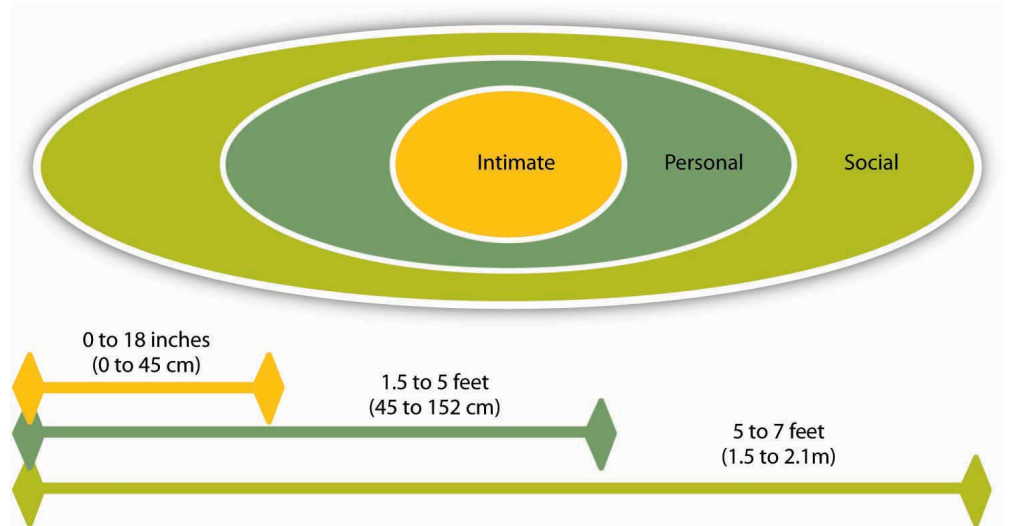 Intimate
Personal
Social
0 to 18 inches
(0 to 45 cm)
1.5 to 5 feet
(45 to 152 cm)
5 to 7 feet
(1.5 to 2.1m)